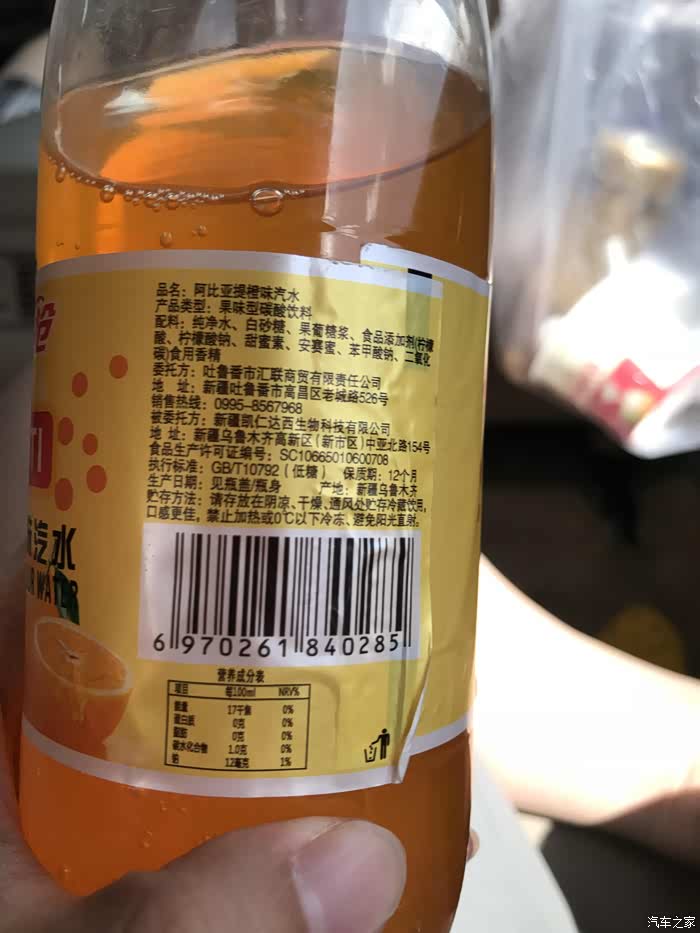 品名：阿比亚提橙味汽水
产品类型：果味型碳酸饮料
配料：纯净水、白砂糖、果葡糖浆、食品添加剂(柠檬
酸、柠檬酸钠、甜蜜素、安赛蜜、苯甲酸钠、二氧化
碳)食用香精
委托方：吐鲁番市汇联商贸有限责任公司
地　址：新疆吐鲁番市高昌区老城路526号
销售热线：0995-8567968
被委托方：新疆凯仁达西生物科技有限公司
地 址：新疆乌鲁木齐高新区(新市区)中亚北路154号
食品生产许可证编号：SC10665010600708
执行标准：GB/T10792（低糖） 保质期：12个月
生产日期：见瓶盖/瓶身 产地：新疆乌鲁木齐
贮存方法：请存放在阴凉、干燥、通风处贮存冷藏饮用，
口感更佳，禁止加热或0℃以下冷冻、避免阳光直射。
TI
汽水
WATER
6 970261 840285
营养成分表
项目 每100ml NRV%
能量 17千焦 0%
蛋白质 0克 0%
脂肪 0克 0%
碳水化合物 1.0克 0%
钠 12毫克 1%
汽车之家